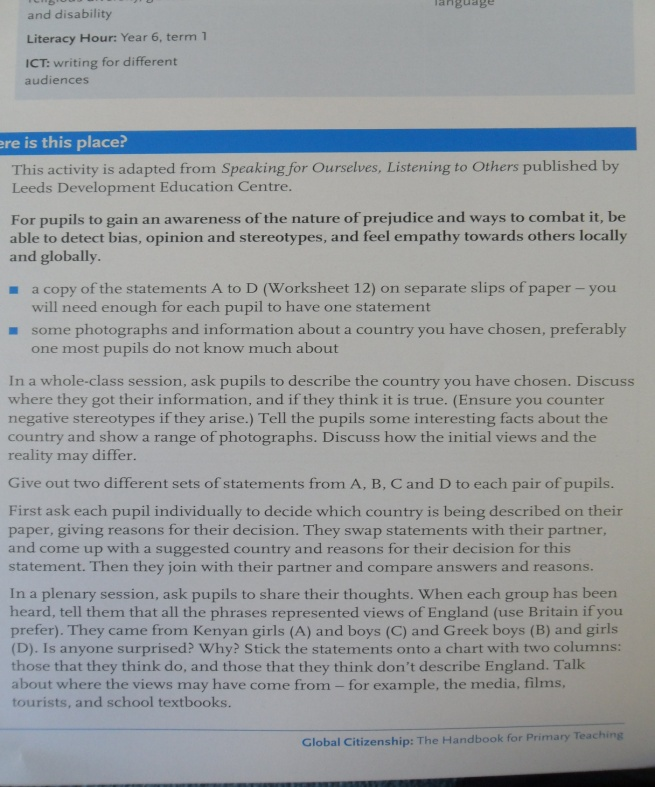 and disability
language
Literacy Hour: Year 6, term 1
ICT: writing for different
audiences
ere is this place?
This activity is adapted from Speaking for Ourselves, Listening to Others published by
Leeds Development Education Centre.
For pupils to gain an awareness of the nature of prejudice and ways to combat it, be
able to detect bias, opinion and stereotypes, and feel empathy towards others locally
and globally.
a copy of the statements A to D (Worksheet 12) on separate slips of paper – you
will need enough for each pupil to have one statement
some photographs and information about a country you have chosen, preferably
one most pupils do not know much about
In a whole-class session, ask pupils to describe the country you have chosen. Discuss
where they got their information, and if they think it is true. (Ensure you counter
negative stereotypes if they arise.) Tell the pupils some interesting facts about the
country and show a range of photographs. Discuss how the initial views and the
reality may differ.
Give out two different sets of statements from A, B, C and D to each pair of pupils.
First ask each pupil individually to decide which country is being described on their
paper, giving reasons for their decision. They swap statements with their partner,
and come up with a suggested country and reasons for their decision for this
statement. Then they join with their partner and compare answers and reasons.
In a plenary session, ask pupils to share their thoughts. When each group has been
heard, tell them that all the phrases represented views of England (use Britain if you
prefer). They came from Kenyan girls (A) and boys (C) and Greek boys (B) and girls
(D). Is anyone surprised? Why? Stick the statements onto a chart with two columns:
those that they think do, and those that they think don't describe England. Talk
about where the views may have come from – for example, the media, films,
tourists, and school textbooks.
Global Citizenship: The Handbook for Primary Teaching